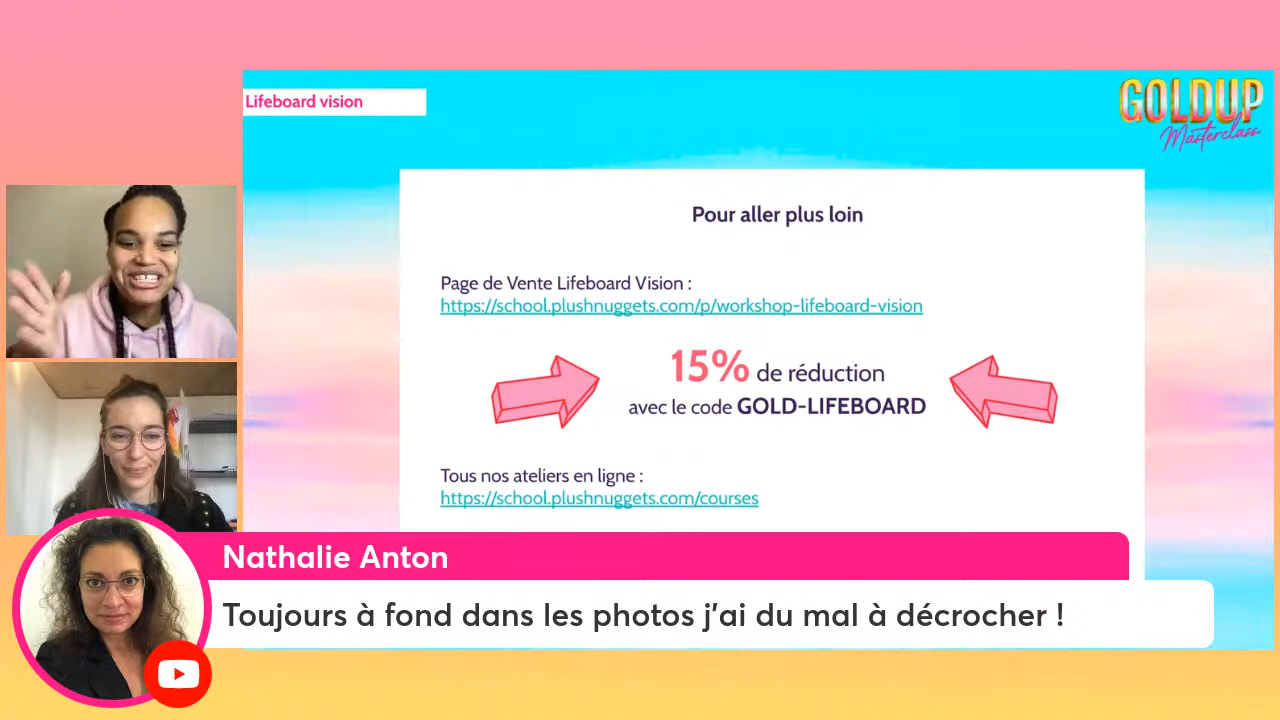 Lifeboard vision
GOLDUP
Masterclass
Pour aller plus loin
Page de Vente Lifeboard Vision :
https://school.plushnuggets.com/p/workshop-lifeboard-vision
15% de réduction
avec le code GOLD-LIFEBOARD
Tous nos ateliers en ligne :
https://school.plushnuggets.com/courses
Nathalie Anton
Toujours à fond dans les photos j'ai du mal à décrocher !